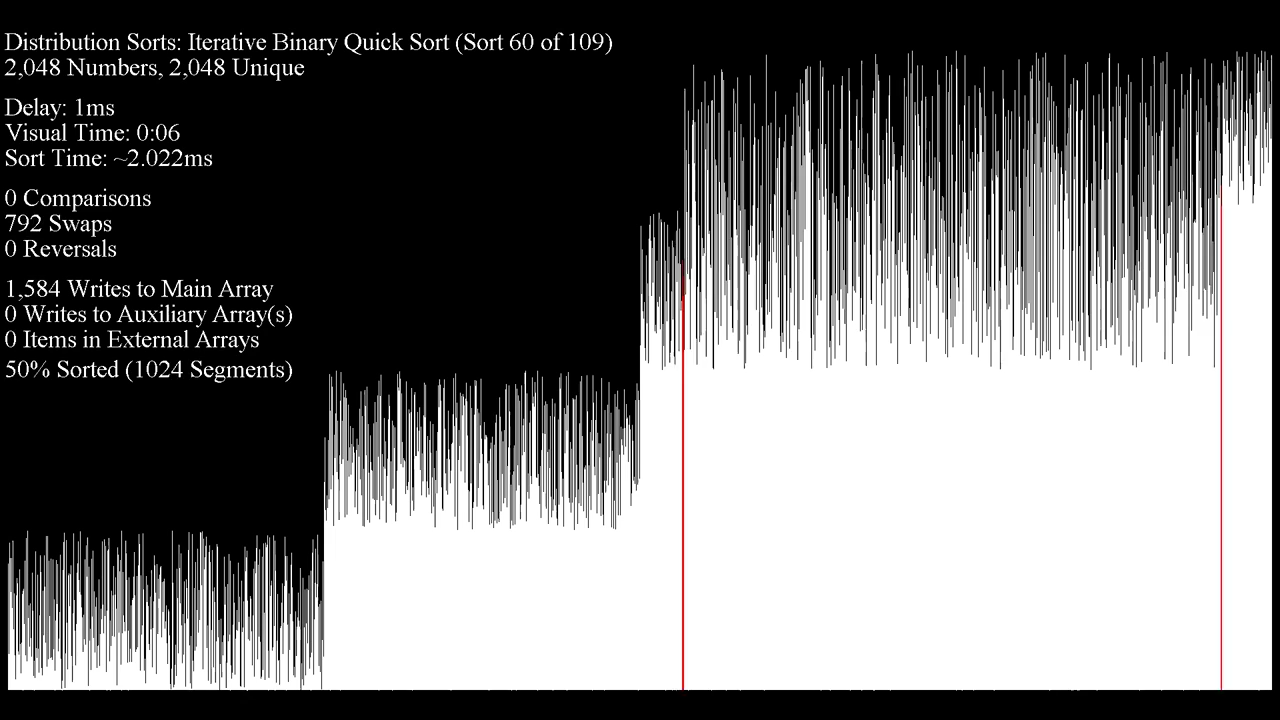 Distribution Sorts: Iterative Binary Quick Sort (Sort 60 of 109)
2,048 Numbers, 2,048 Unique
Delay: 1ms
Visual Time: 0:06
Sort Time: ~2.022ms
0 Comparisons
792 Swaps
0 Reversals
1,584 Writes to Main Array
0 Writes to Auxiliary Array(s)
0 Items in External Arrays
50% Sorted (1024 Segments)